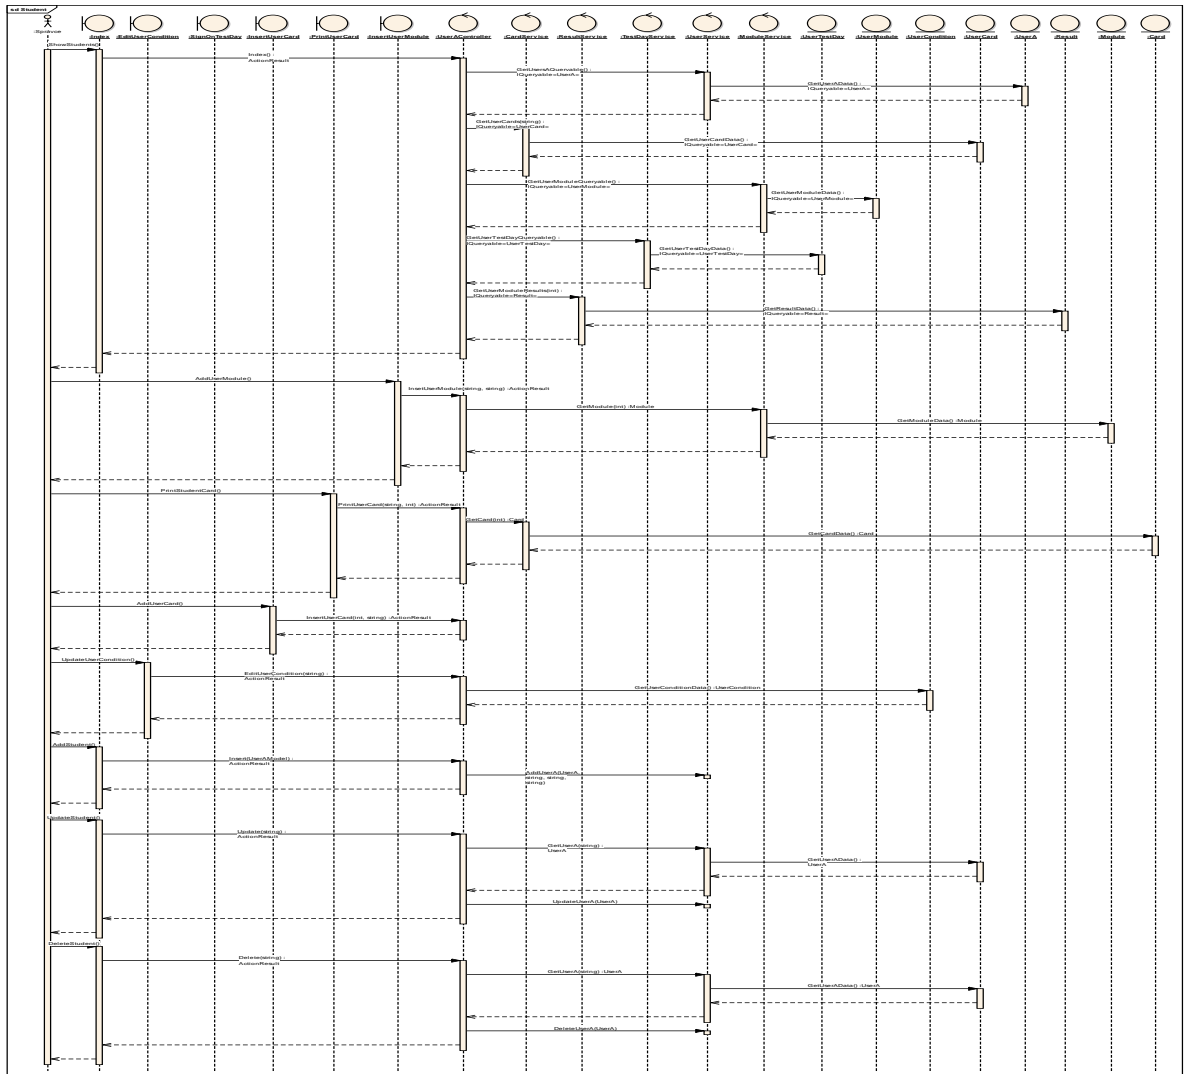 sd Student
:Správce
:Index
:EditUserCondition
:SignOnTestDay
:InsertUserCard
:PrintUserCard
:InsertUserModule
:UserAController
:CardService
:ResultService
:TestDayService
:UserService
:ModuleService
:UserTestDay
:UserModule
:UserCondition
:UserCard
:UserA
:Result
:Module
:Card
ShowStudents()
Index() :
ActionResult
GetUsersAQueryable() :
IQueryable<UserA>
GetUserAData() :
IQueryable<UserA>
GetUserCards(string) :
IQueryable<UserCard>
GetUserCardData() :
IQueryable<UserCard>
GetUserModuleQueryable() :
IQueryable<UserModule>
GetUserModuleData() :
IQueryable<UserModule>
GetUserTestDayQueryable() :
IQueryable<UserTestDay>
GetUserTestDayData() :
IQueryable<UserTestDay>
GetUserModuleResults(int) :
IQueryable<Result>
GetResultData() :
IQueryable<Result>
AddUserModule()
InsertUserModule(string, string) :ActionResult
GetModule(int) :Module
GetModuleData() :Module
PrintStudentCard()
PrintUserCard(string, int) :ActionResult
GetCard(int) :Card
GetCardData() :Card
AddUserCard()
InsertUserCard(int, string) :ActionResult
UpdateUserCondition()
EditUserCondition(string) :
ActionResult
GetUserConditionData() :UserCondition
AddStudent()
Insert(UserAModel) :
ActionResult
AddUserA(UserA,
string, string,
string)
UpdateStudent()
Update(string) :
ActionResult
GetUserA(string) :
UserA
GetUserAData() :
UserA
UpdateUserA(UserA)
DeleteStudent()
Delete(string) :
ActionResult
GetUserA(string) :UserA
GetUserAData() :UserA
DeleteUserA(UserA)